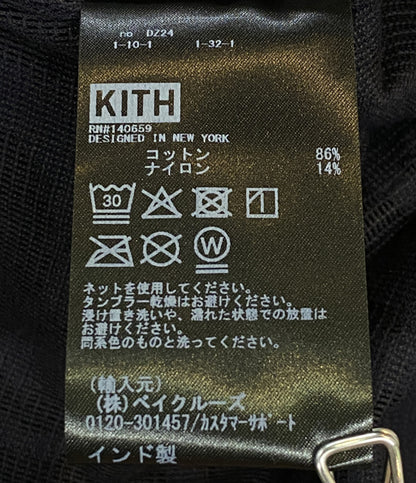 no DZ24
1-10-1 1-32-1
KITH
RN#140659
DESIGNED IN NEW YORK
コットン 86%
ナイロン 14%
30 1
W
ネットを使用してください。
タンブラー乾燥はお避けください。
浸け置き洗いや、濡れた状態での放置は
お避けください。
同系色のものと洗ってください。
(輸入元)
(株)ベイクルーズ
0120-301457/カスタマーサポート
インド製